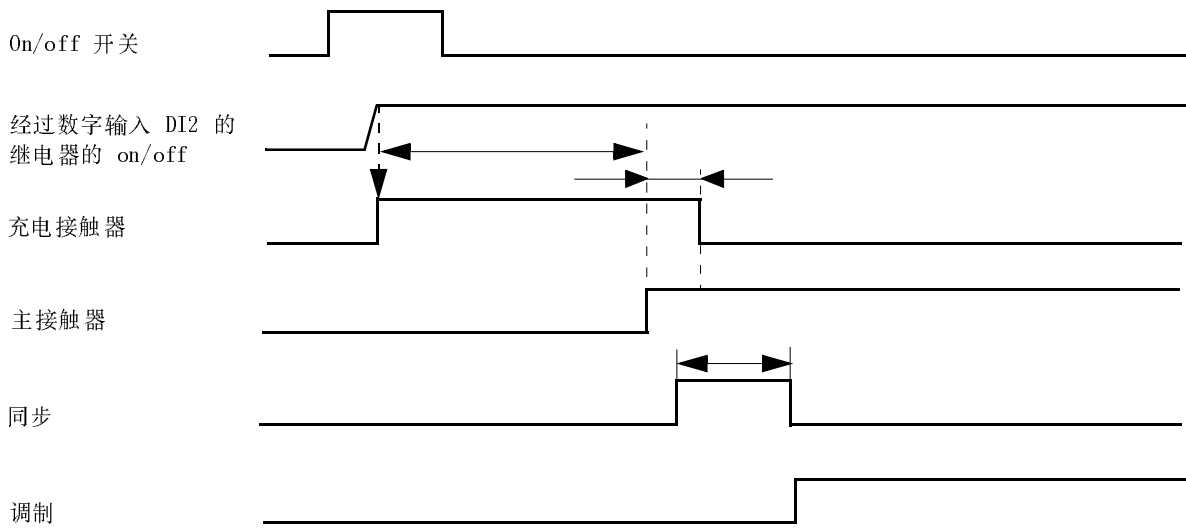 On/off 开关
经过数字输入 DI2 的
继电器的 on/off
充电接触器
主接触器
同步
调制